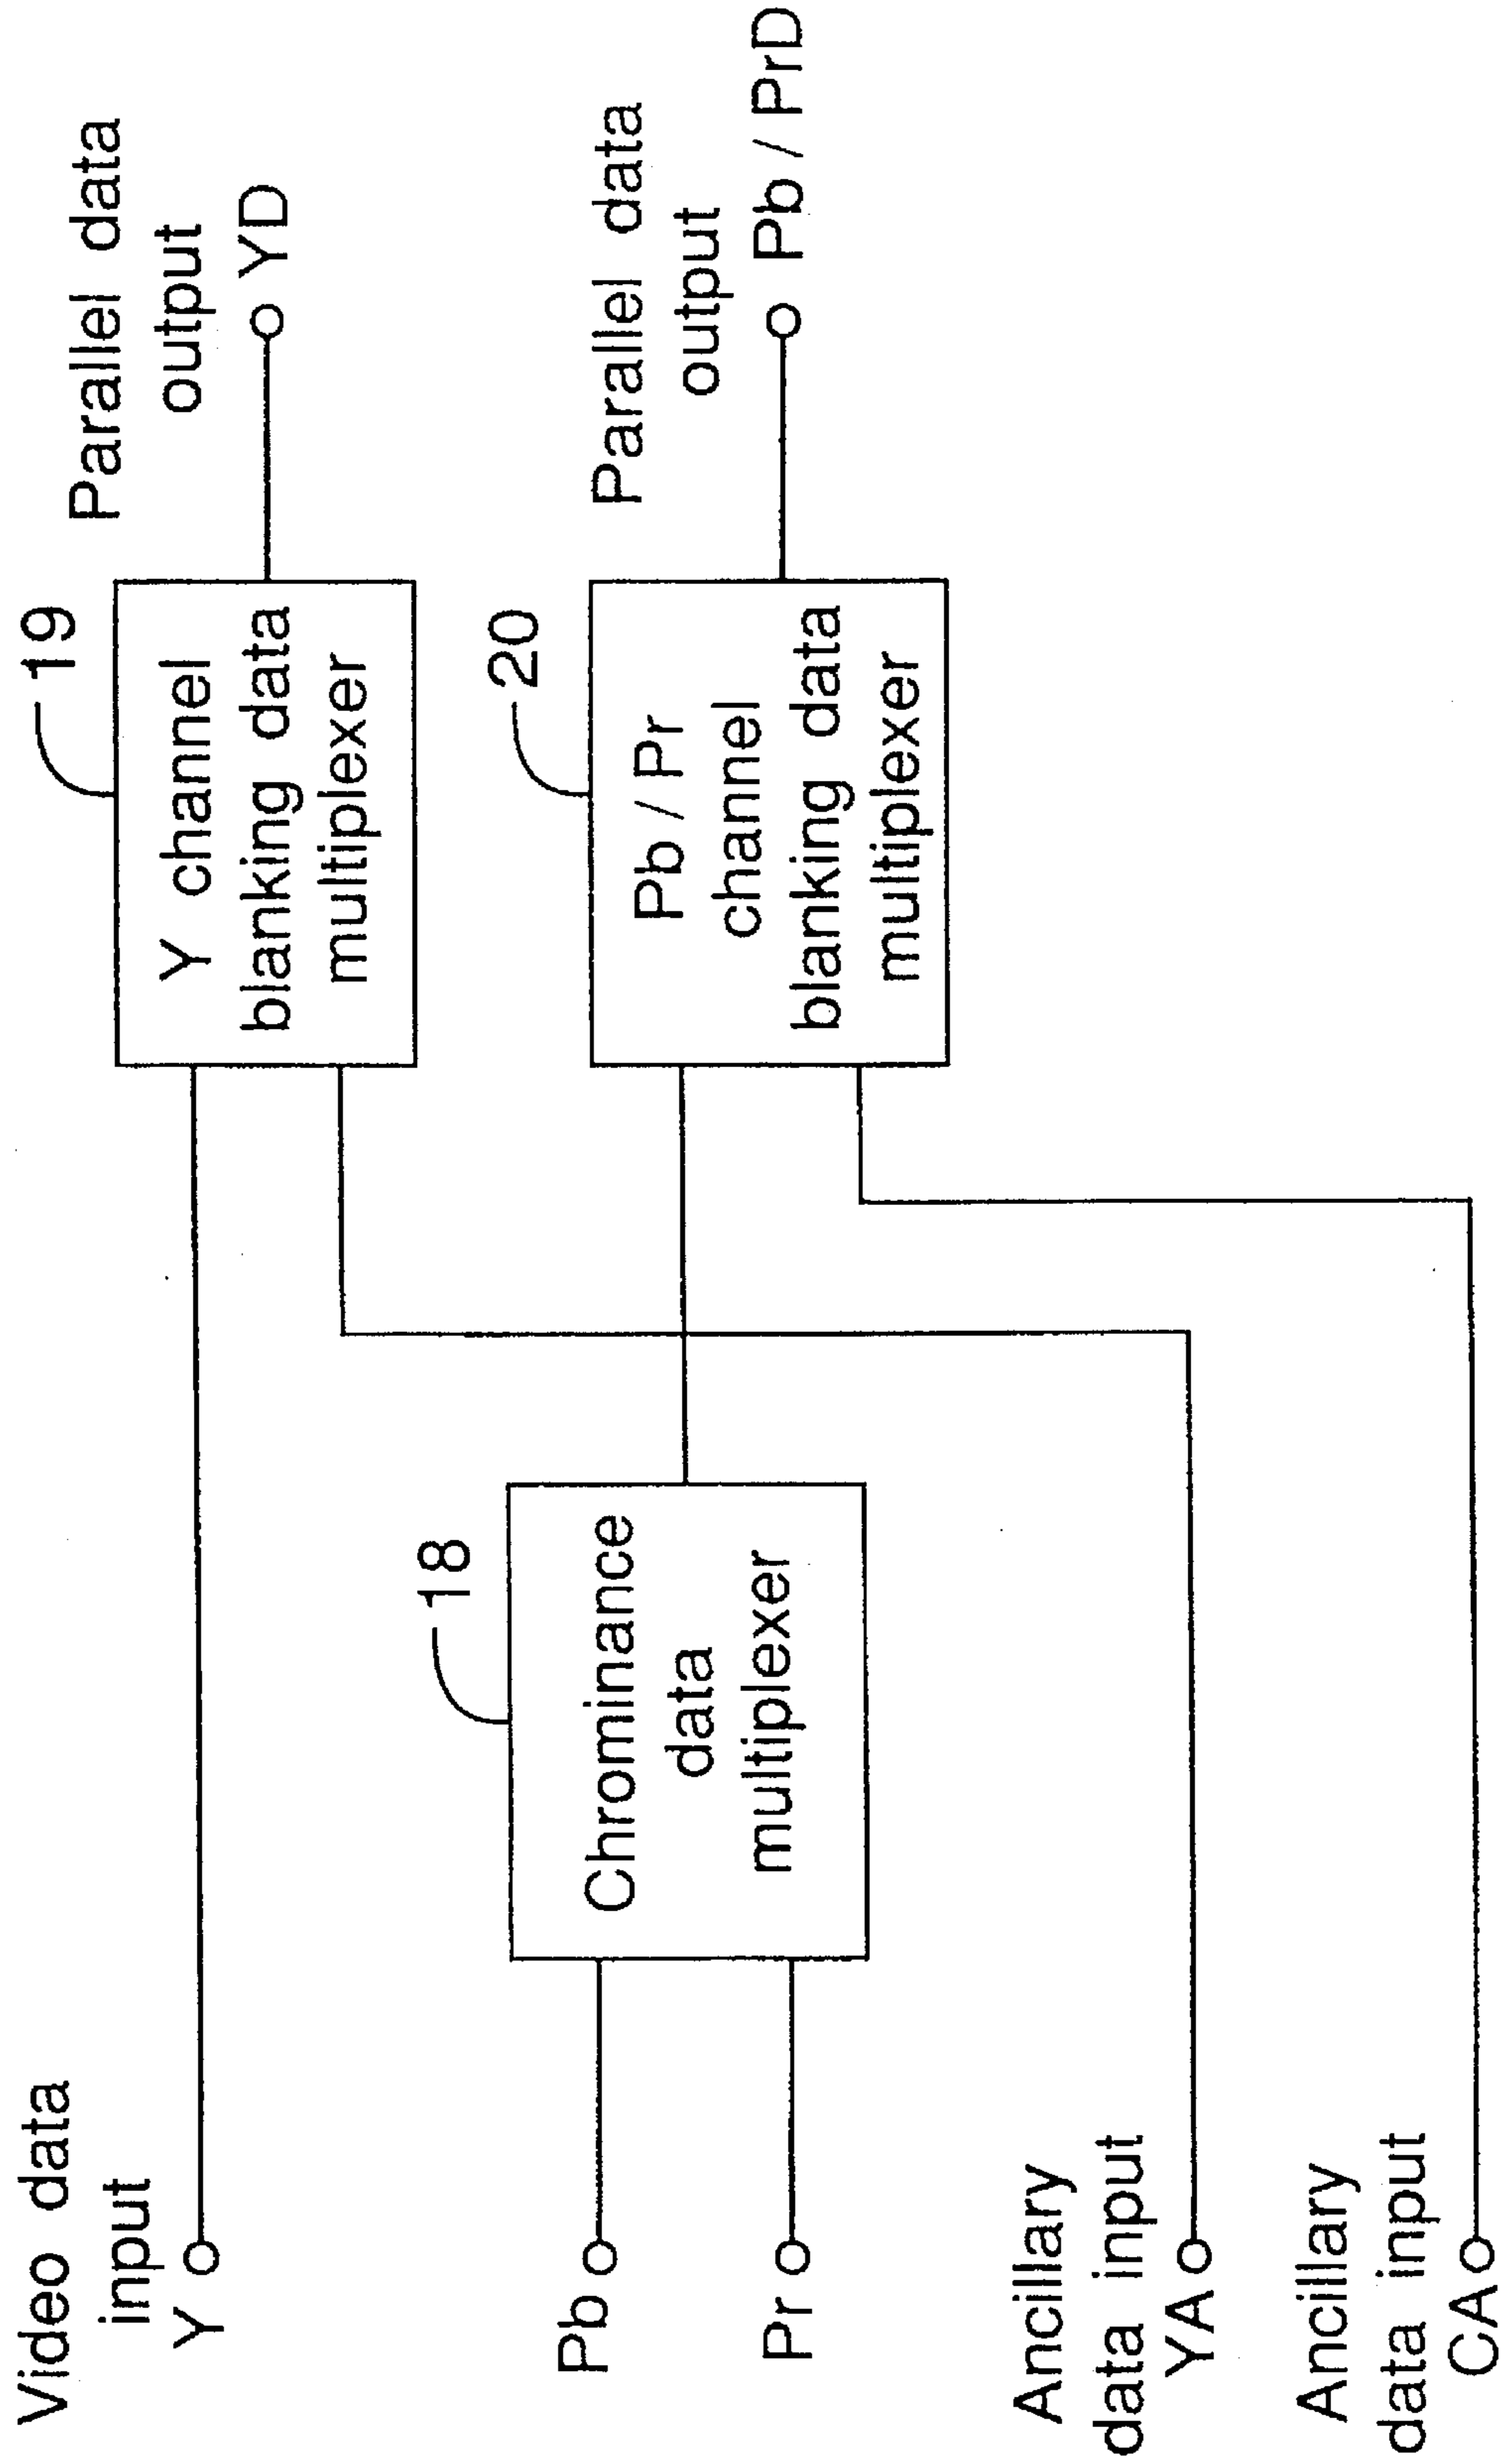 Video data
input
Y
Pb
Pr
Ancillary
data input
YA
Ancillary
data input
CA
18
Chrominance
data
multiplexer
19
Y channel
blanking data
multiplexer
20
Pb / Pr
channel
blanking data
multiplexer
Parallel data
output
YD
Parallel data
output
Pb / PrD